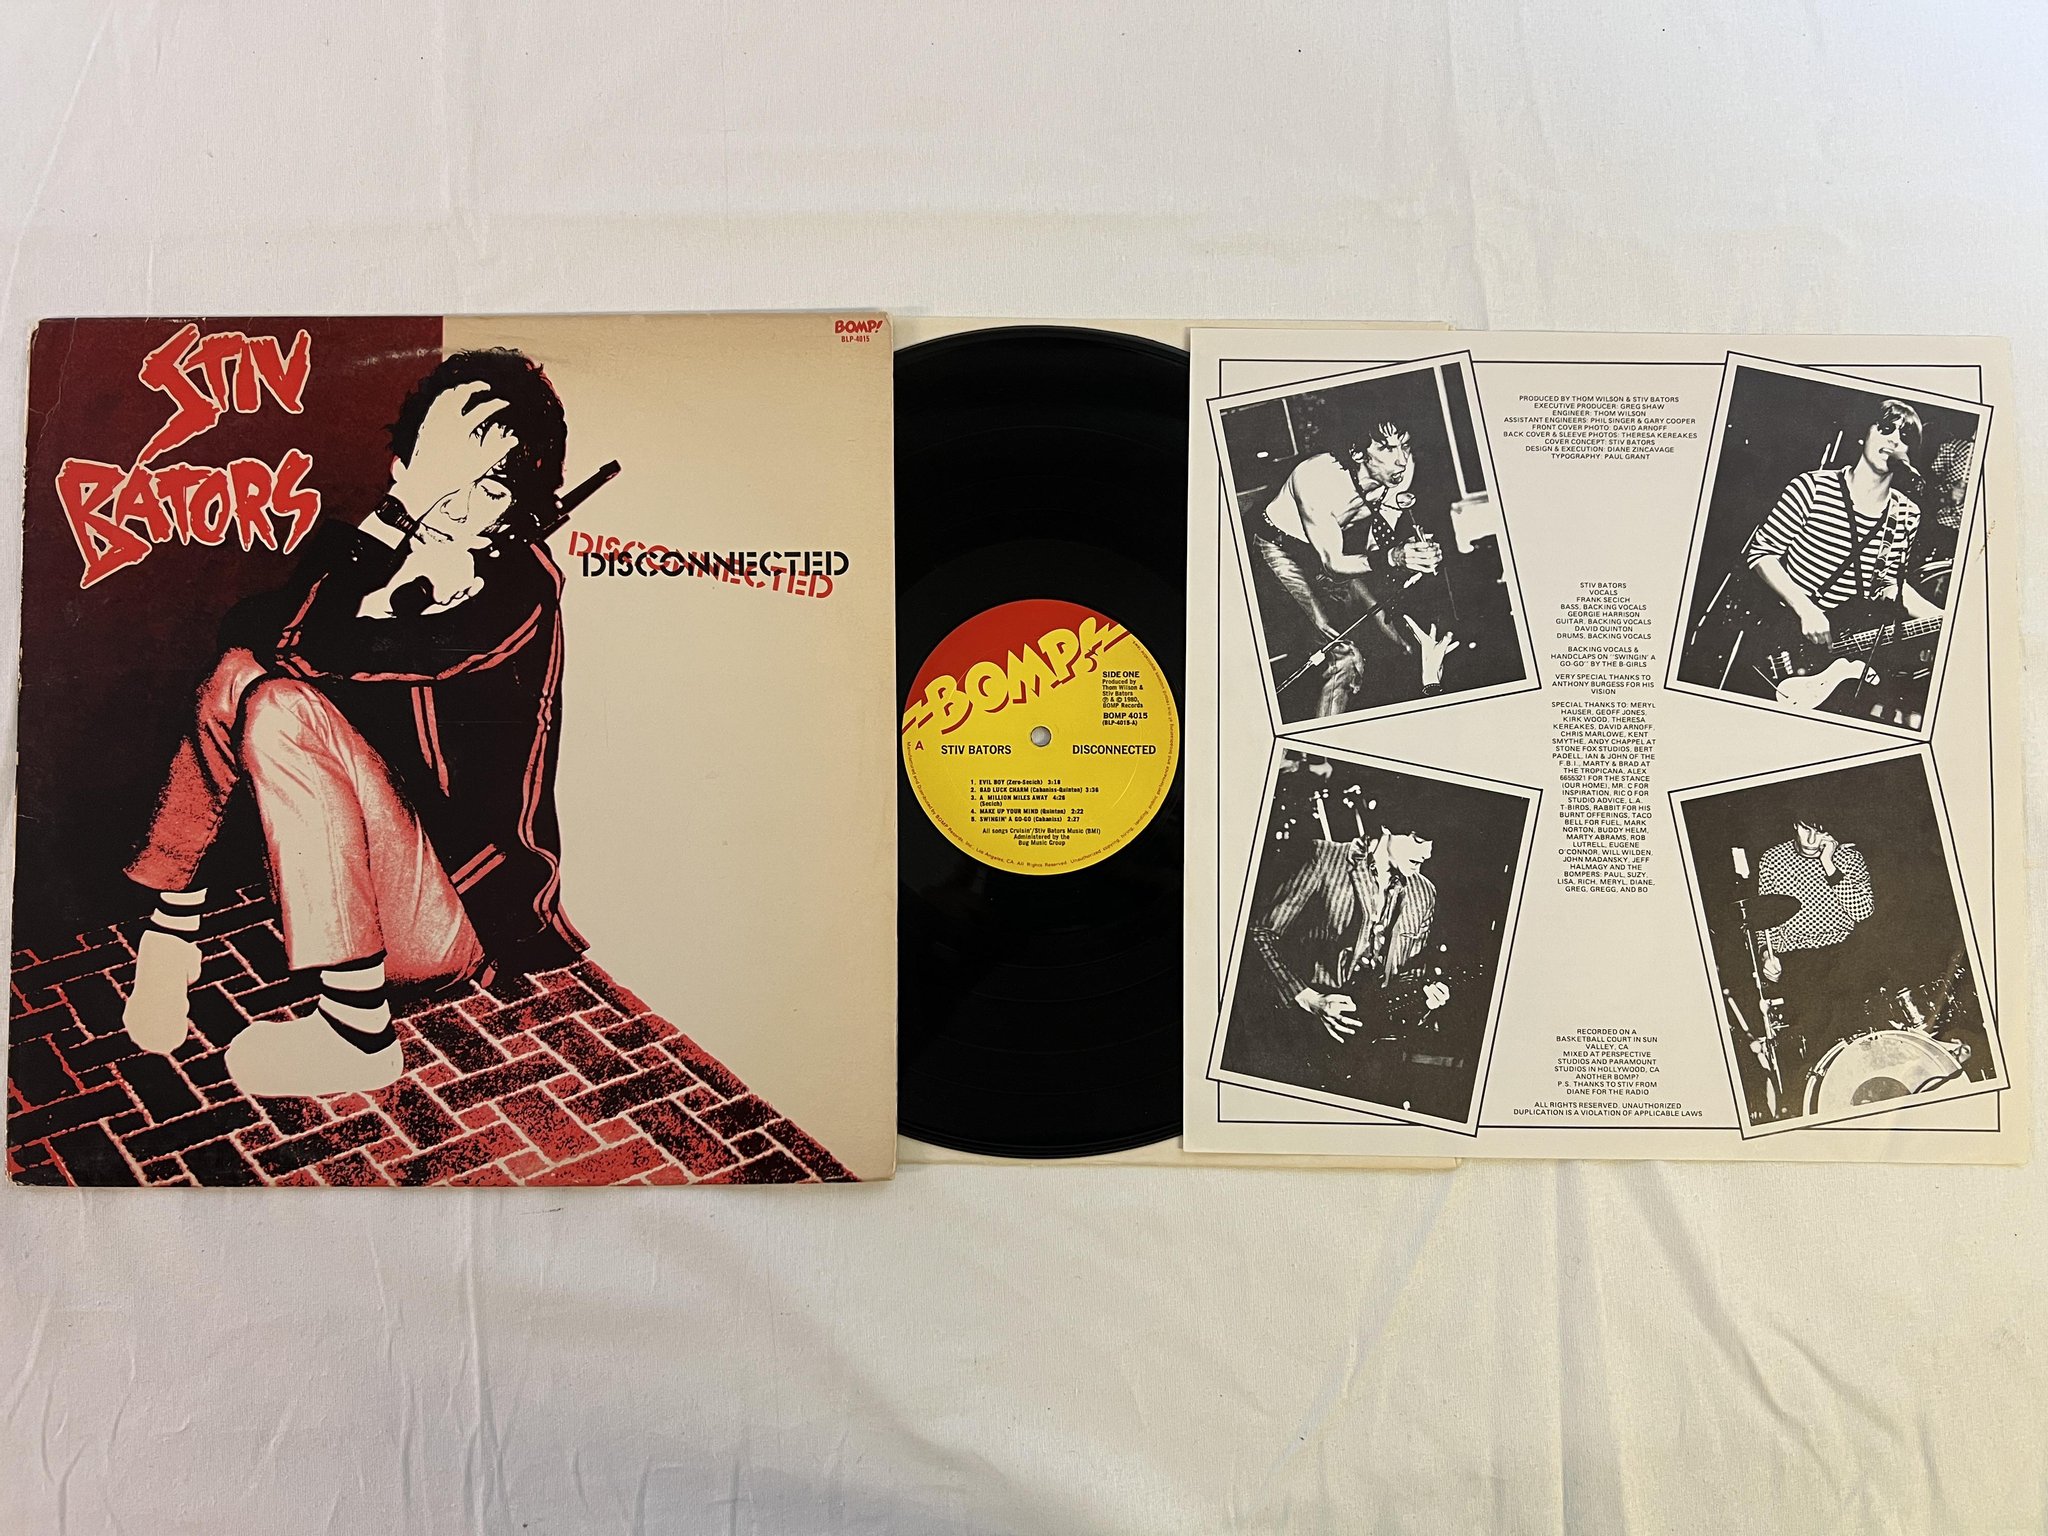 STIV
BATORS
BOMP!
BLP-4015
DISCONNECTED
DISCONNECTED
BOMP!
SIDE ONE
Produced by
Thom Wilson &
Stiv Bators
℗ & © 1980,
BOMP Records
BOMP 4015
(BLP-4015-A)
A
STIV BATORS
DISCONNECTED
1. EVIL BOY (Zero-Secich) 3:18
2. BAD LUCK CHARM (Cabaniss-Quinton) 3:36
3. A MILLION MILES AWAY 4:28
(Secich)
4. MAKE UP YOUR MIND (Quinton) 2:22
5. SWINGIN' A GO-GO (Cabaniss) 2:27
All songs Cruisin'/Stiv Bators Music (BMI)
Administered by the
Bug Music Group
PRODUCED BY THOM WILSON & STIV BATORS
EXECUTIVE PRODUCER: GREG SHAW
ENGINEER: THOM WILSON
ASSISTANT ENGINEERS: PHIL SINGER & GARY COOPER
FRONT COVER PHOTO: DAVID ARNOFF
BACK COVER & SLEEVE PHOTOS: THERESA KEREAKES
COVER CONCEPT: STIV BATORS
DESIGN & EXECUTION: DIANE ZINCAVAGE
TYPOGRAPHY: PAUL GRANT
STIV BATORS
VOCALS
FRANK SECICH
BASS, BACKING VOCALS
GEORGIE HARRISON
GUITAR, BACKING VOCALS
DAVID QUINTON
DRUMS, BACKING VOCALS
BACKING VOCALS &
HANDCLAPS ON "SWINGIN' A
GO-GO" BY THE B-GIRLS
VERY SPECIAL THANKS TO
ANTHONY BURGESS FOR HIS
VISION
SPECIAL THANKS TO: MERYL
HAUSER, GEOFF JONES,
KIRK WOOD, THERESA
KEREAKES, DAVID ARNOFF,
CHRIS MARLOWE, KENT
SMYTHE, ANDY CHAPPEL AT
STONE FOX STUDIOS, BERT
PADELL, IAN & JOHN OF THE
F.B.I., MARTY & BRAD AT
THE TROPICANA, ALEX
6655321 FOR THE STANCE
(OUR HOME), MR. C FOR
INSPIRATION, RIC O FOR
STUDIO ADVICE, L.A.
T-BIRDS, RABBIT FOR HIS
BURNT OFFERINGS, TACO
BELL FOR FUEL, MARK
NORTON, BUDDY HELM,
MARTY ABRAMS, ROB
LUTRELL, EUGENE
O'CONNOR, WILL WILDEN,
JOHN MADANSKY, JEFF
HALMAGY AND THE
BOMPERS: PAUL, SUZY,
LISA, RICH, MERYL, DIANE,
GREG, GREGG, AND BO
RECORDED ON A
BASKETBALL COURT IN SUN
VALLEY, CA
MIXED AT PERSPECTIVE
STUDIOS AND PARAMOUNT
STUDIOS IN HOLLYWOOD, CA
ANOTHER BOMP?
P.S. THANKS TO STIV FROM
DIANE FOR THE RADIO
ALL RIGHTS RESERVED. UNAUTHORIZED
DUPLICATION IS A VIOLATION OF APPLICABLE LAWS